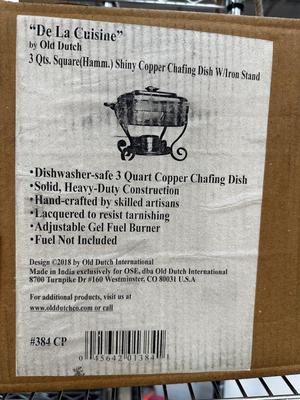 "De La Cuisine"
by Old Dutch
3 Qts. Square(Hamm.) Shiny Copper Chafing Dish W/Iron Stand
•Dishwasher-safe 3 Quart Copper Chafing Dish
•Solid, Heavy-Duty Construction
•Hand-crafted by skilled artisans
•Lacquered to resist tarnishing
•Adjustable Gel Fuel Burner
•Fuel Not Included
Design ©2018 by Old Dutch International
Made in India exclusively for OSE, dba Old Dutch International
8700 Turnpike Dr #160 Westminster, CO 80031 U.S.A
For additional products, visit us at
www.olddutchco.com or call
#384 CP
0 45642 01384 1